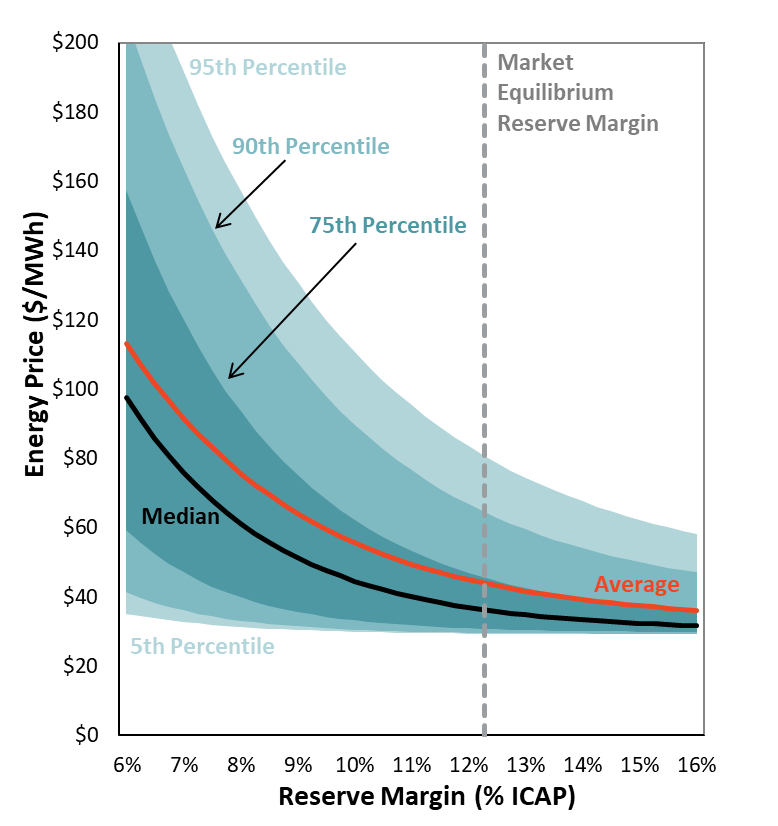 $200
$180
$160
$140
$120
$100
$80
$60
$40
$20
$0
Energy Price ($/MWh)
95th Percentile
90th Percentile
75th Percentile
Market
Equilibrium
Reserve Margin
Median
Average
5th Percentile
6% 7% 8% 9% 10% 11% 12% 13% 14% 15% 16%
Reserve Margin (% ICAP)